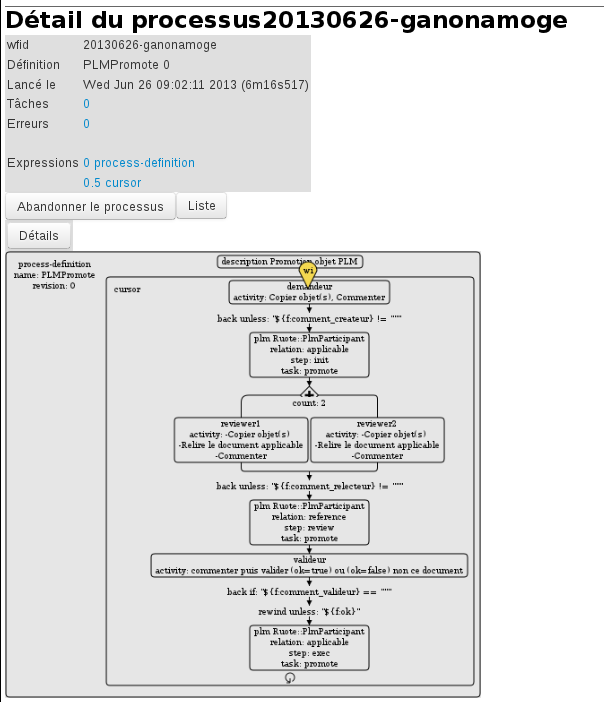 Détail du processus20130626-ganonamoge
wfid 20130626-ganonamoge
Définition PLMPromote 0
Lancé le Wed Jun 26 09:02:11 2013 (6m16s517)
Tâches 0
Erreurs 0
Expressions 0 process-definition
0.5 cursor
Abandonner le processus Liste
Détails
process-definition
name: PLMPromote
revision: 0
description Promotion objet PLM
wi
cursor
demandeur
activity: Copier objet(s), Commenter
back unless: "${f:comment_createur} != """
plm Ruote::PlmParticipant
relation: applicable
step: init
task: promote
count: 2
reviewer1
activity: -Copier objet(s)
-Relire le document applicable
-Commenter
reviewer2
activity: -Copier objet(s)
-Relire le document applicable
-Commenter
back unless: "${f:comment_relecteur} != """
plm Ruote::PlmParticipant
relation: reference
step: review
task: promote
valideur
activity: commenter puis valider (ok=true) ou (ok=false) non ce document
back if: "${f:comment_valideur} == """
rewind unless: "${f:ok}"
plm Ruote::PlmParticipant
relation: applicable
step: exec
task: promote